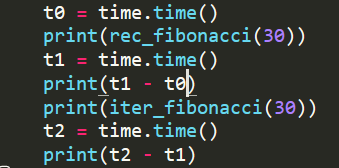 t0 = time.time()
print(rec_fibonacci(30))
t1 = time.time()
print(t1 - t0)
print(iter_fibonacci(30))
t2 = time.time()
print(t2 - t1)